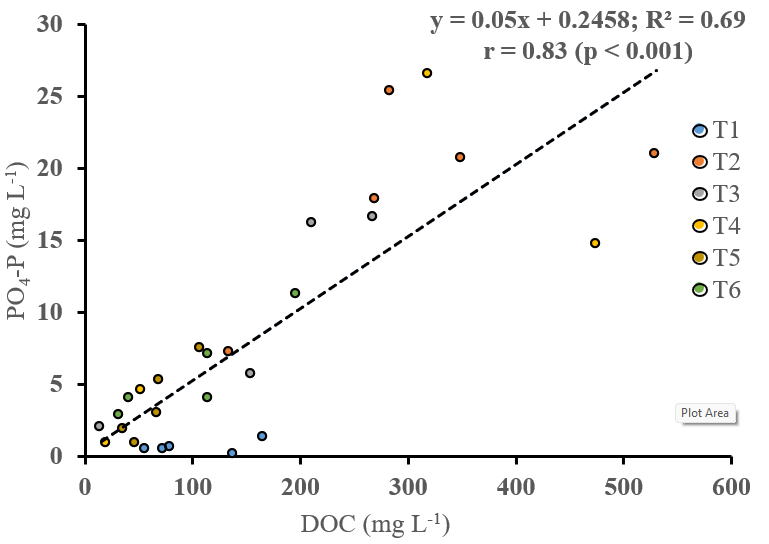 y = 0.05x + 0.2458; R² = 0.69
r = 0.83 (p < 0.001)
30
25
20
15
10
5
0
PO₄-P (mg L⁻¹)
T1
T2
T3
T4
T5
T6
Plot Area
0 100 200 300 400 500 600
DOC (mg L⁻¹)